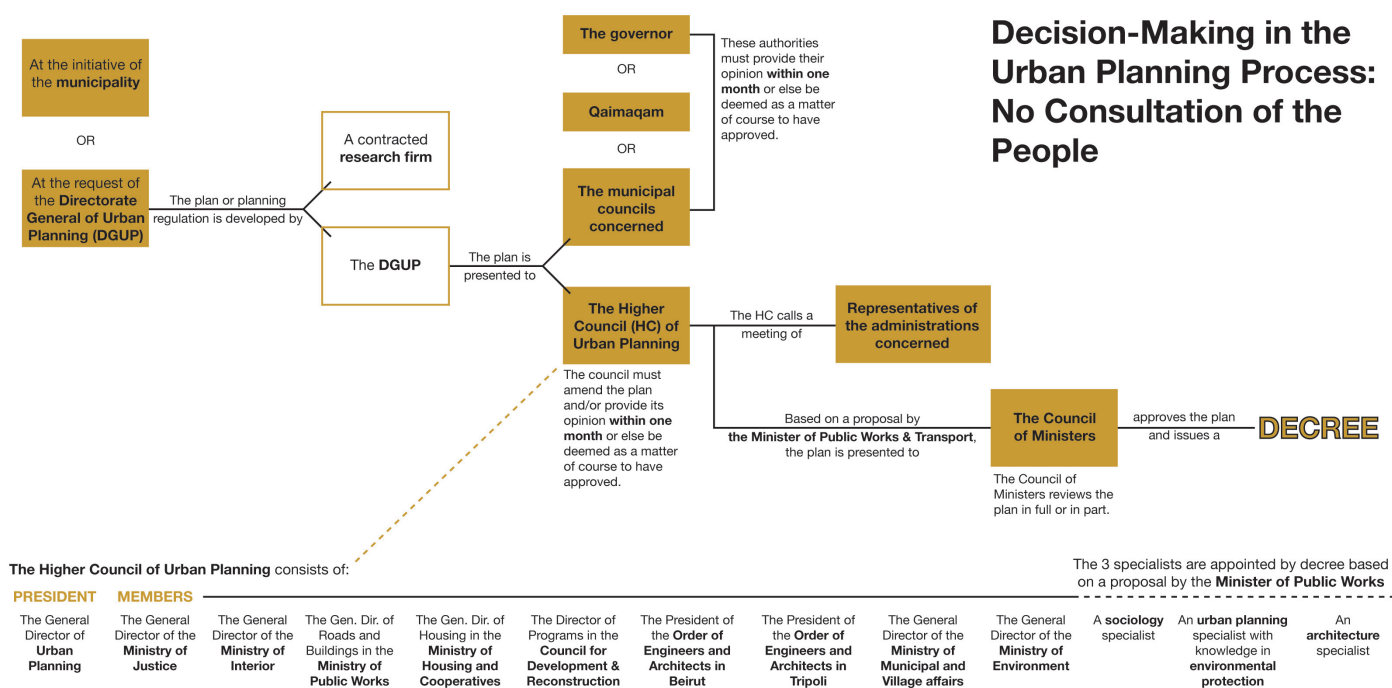 Decision-Making in the
Urban Planning Process:
No Consultation of the
People
At the initiative of
the municipality
OR
At the request of
the Directorate
General of Urban
Planning (DGUP)
The plan or planning
regulation is developed by
A contracted
research firm
The DGUP
The plan is
presented to
The governor
OR
Qaimaqam
OR
The municipal
councils
concerned
These authorities
must provide their
opinion within one
month or else be
deemed as a matter
of course to have
approved.
The Higher
Council (HC) of
Urban Planning
The council must
amend the plan
and/or provide its
opinion within one
month or else be
deemed as a matter
of course to have
approved.
The HC calls a
meeting of
Representatives of
the administrations
concerned
Based on a proposal by
the Minister of Public Works & Transport,
the plan is presented to
The Council
of Ministers
The Council of
Ministers reviews the
plan in full or in part.
approves the plan
and issues a
DECREE
The Higher Council of Urban Planning consists of:
The 3 specialists are appointed by decree based
on a proposal by the Minister of Public Works
PRESIDENT
The General
Director of
Urban
Planning
MEMBERS
The General
Director of the
Ministry of
Justice
The General
Director of the
Ministry of
Interior
The Gen. Dir. of
Roads and
Buildings in the
Ministry of
Public Works
The Gen. Dir. of
Housing in the
Ministry of
Housing and
Cooperatives
The Director of
Programs in the
Council for
Development &
Reconstruction
The President of
the Order of
Engineers and
Architects in
Beirut
The President of
the Order of
Engineers and
Architects in
Tripoli
The General
Director of the
Ministry of
Municipal and
Village affairs
The General
Director of the
Ministry of
Environment
A sociology
specialist
An urban planning
specialist with
knowledge in
environmental
protection
An
architecture
specialist